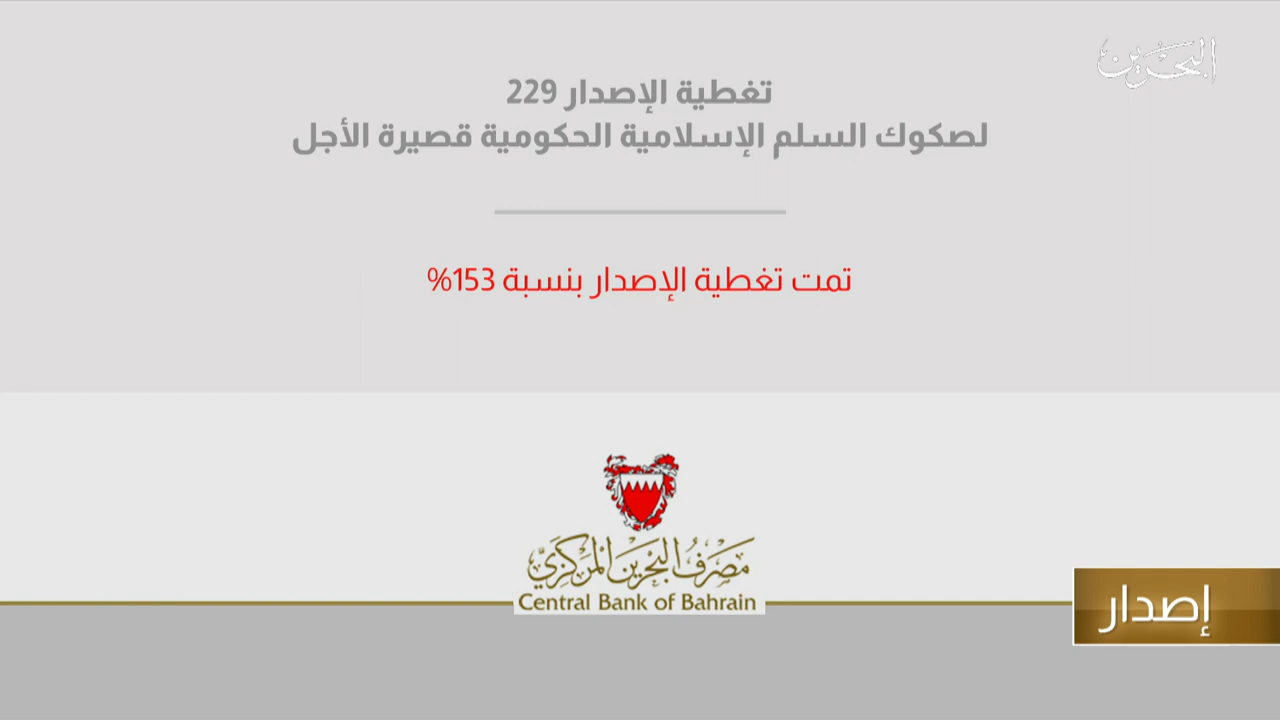 البحرين
تغطية الإصدار 229
لصكوك السلم الإسلامية الحكومية قصيرة الأجل
تمت تغطية الإصدار بنسبة 153%
مصرف البحرين المركزي
Central Bank of Bahrain
إصدار